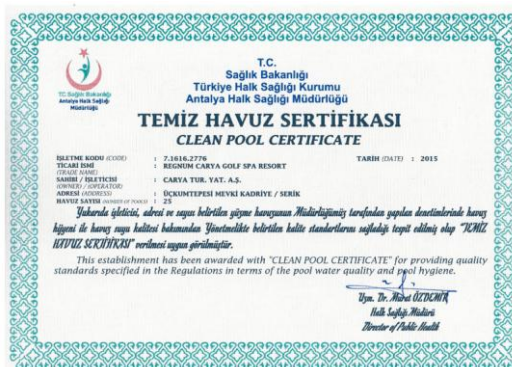 T.C. Sağlık Bakanlığı
Antalya Halk Sağlığı
Müdürlüğü
T.C.
Sağlık Bakanlığı
Türkiye Halk Sağlığı Kurumu
Antalya Halk Sağlığı Müdürlüğü
TEMİZ HAVUZ SERTİFİKASI
CLEAN POOL CERTIFICATE
İŞLETME KODU (CODE) : 7.1616.2776 TARİH (DATE) : 2015
TİCARİ İSMİ : REGNUM CARYA GOLF SPA RESORT
(TRADE NAME)
SAHİBİ / İŞLETİCİSİ : CARYA TUR. YAT. A.Ş.
(OWNER) / (OPERATOR)
ADRESİ (ADDRESS) : ÜÇKUMTEPESİ MEVKİ KADRİYE / SERİK
HAVUZ SAYISI (NUMBER OF POOLS) : 25
Yukarıda işleticisi, adresi ve sayısı belirtilen yüzme havuzunun Müdürlüğümüz tarafından yapılan denetimlerinde havuz
hijyeni ile havuz suyu kalitesi bakımından Yönetmelikte belirtilen kalite standartlarını sağladığı tespit edilmiş olup "TEMİZ
HAVUZ SERTİFİKASI" verilmesi uygun görülmüştür.
This establishment has been awarded with "CLEAN POOL CERTIFICATE" for providing quality
standards specified in the Regulations in terms of the pool water quality and pool hygiene.
Uzm. Dr. Murat ÖZDEMİR
Halk Sağlığı Müdürü
Director of Public Health